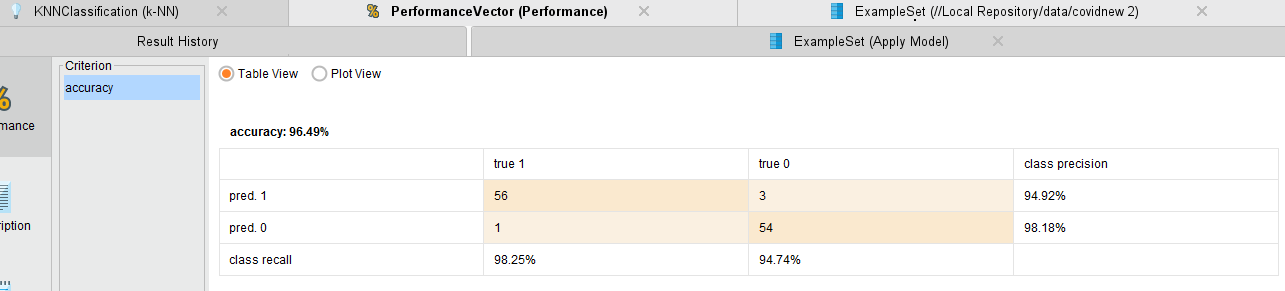 KNNClassification (k-NN)
PerformanceVector (Performance)
ExampleSet (//Local Repository/data/covidnew 2)
Result History
ExampleSet (Apply Model)
%
mance
ription
Criterion
accuracy
Table View
Plot View
accuracy: 96.49%
true 1 true 0 class precision
pred. 1 56 3 94.92%
pred. 0 1 54 98.18%
class recall 98.25% 94.74%